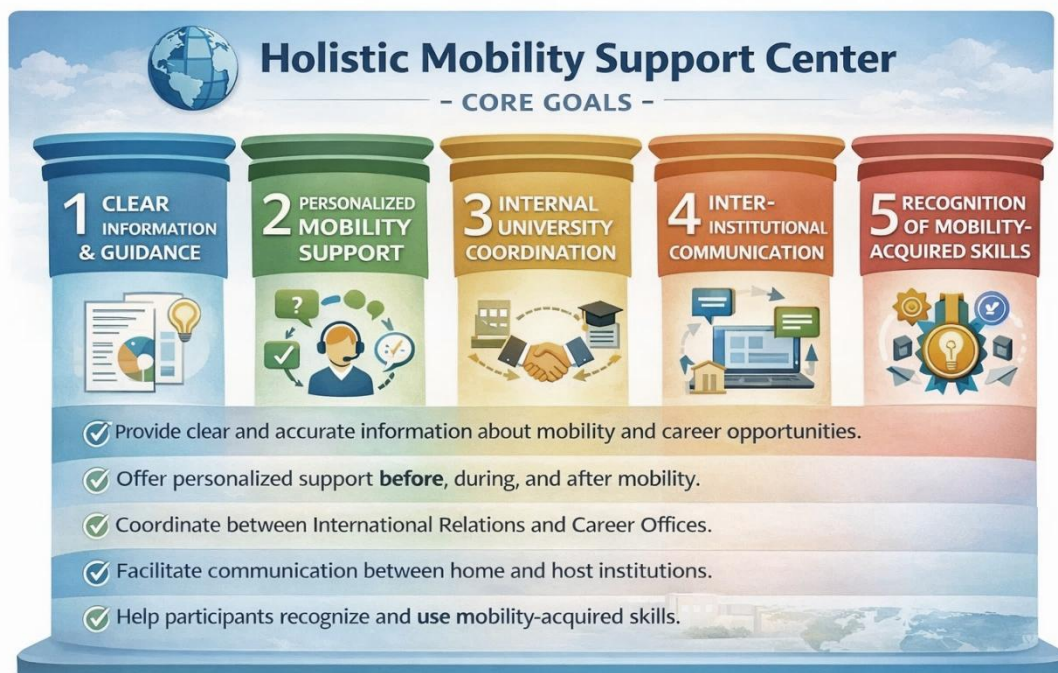 Holistic Mobility Support Center
- CORE GOALS -
1 CLEAR
INFORMATION
& GUIDANCE
2 PERSONALIZED
MOBILITY
SUPPORT
3 INTERNAL
UNIVERSITY
COORDINATION
4 INTER-
INSTITUTIONAL
COMMUNICATION
5 RECOGNITION
OF MOBILITY-
ACQUIRED SKILLS
?
Provide clear and accurate information about mobility and career opportunities.
Offer personalized support before, during, and after mobility.
Coordinate between International Relations and Career Offices.
Facilitate communication between home and host institutions.
Help participants recognize and use mobility-acquired skills.